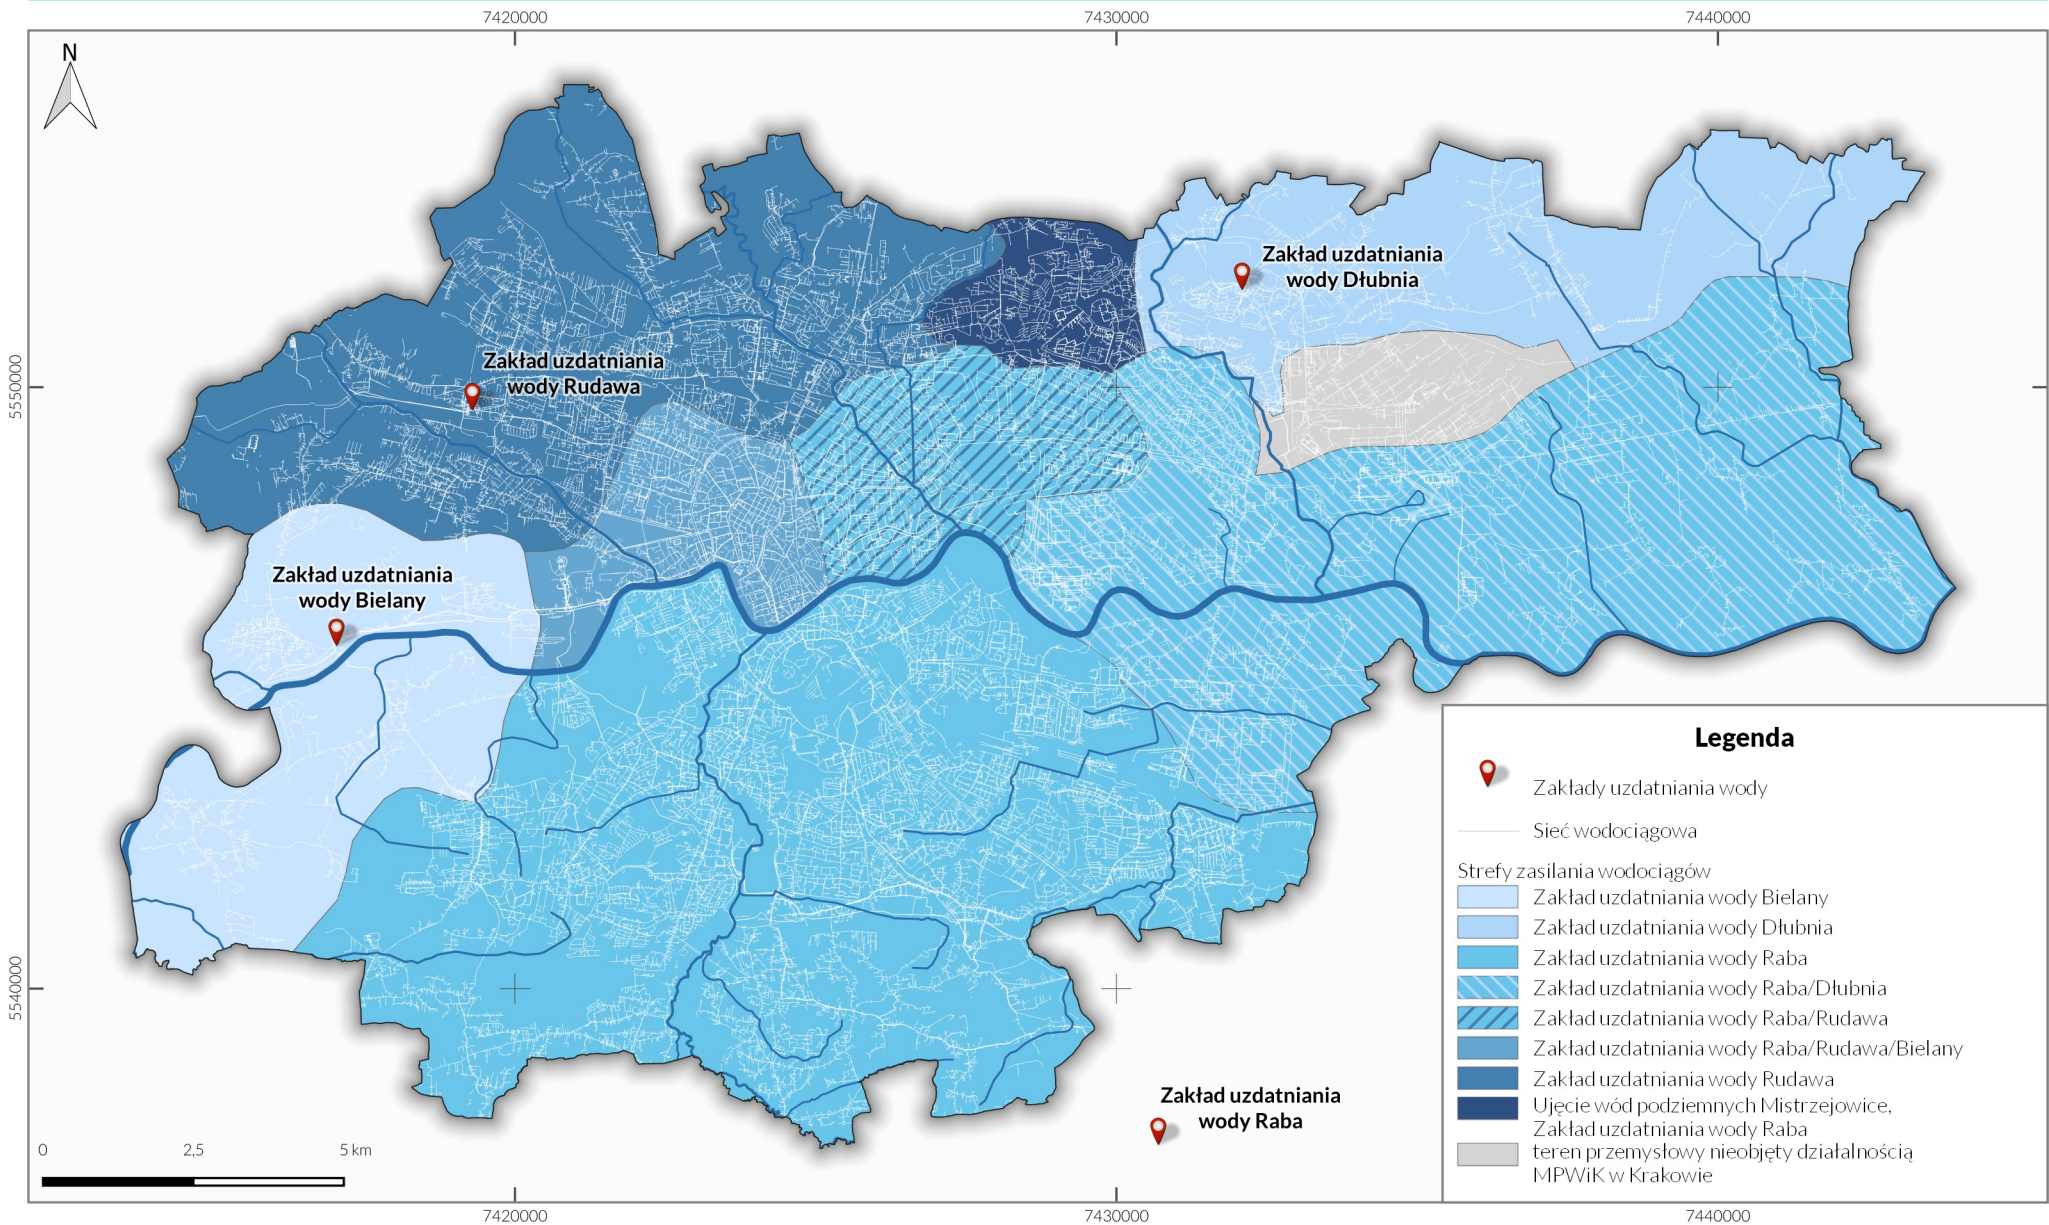 7420000
7430000
7440000
N
Zakład uzdatniania
wody Dłubnia
5550000
5550000
Zakład uzdatniania
wody Rudawa
Zakład uzdatniania
wody Bielany
Legenda
Zakłady uzdatniania wody
Sieć wodociągowa
Strefy zasilania wodociągów
Zakład uzdatniania wody Bielany
Zakład uzdatniania wody Dłubnia
Zakład uzdatniania wody Raba
Zakład uzdatniania wody Raba/Dłubnia
Zakład uzdatniania wody Raba/Rudawa
Zakład uzdatniania wody Raba/Rudawa/Bielany
Zakład uzdatniania wody Rudawa
Ujęcie wód podziemnych Mistrzejowice,
Zakład uzdatniania wody Raba
teren przemysłowy nieobjęty działalnością
MPWiK w Krakowie
5540000
Zakład uzdatniania
wody Raba
0
2,5
5 km
7420000
7430000
7440000